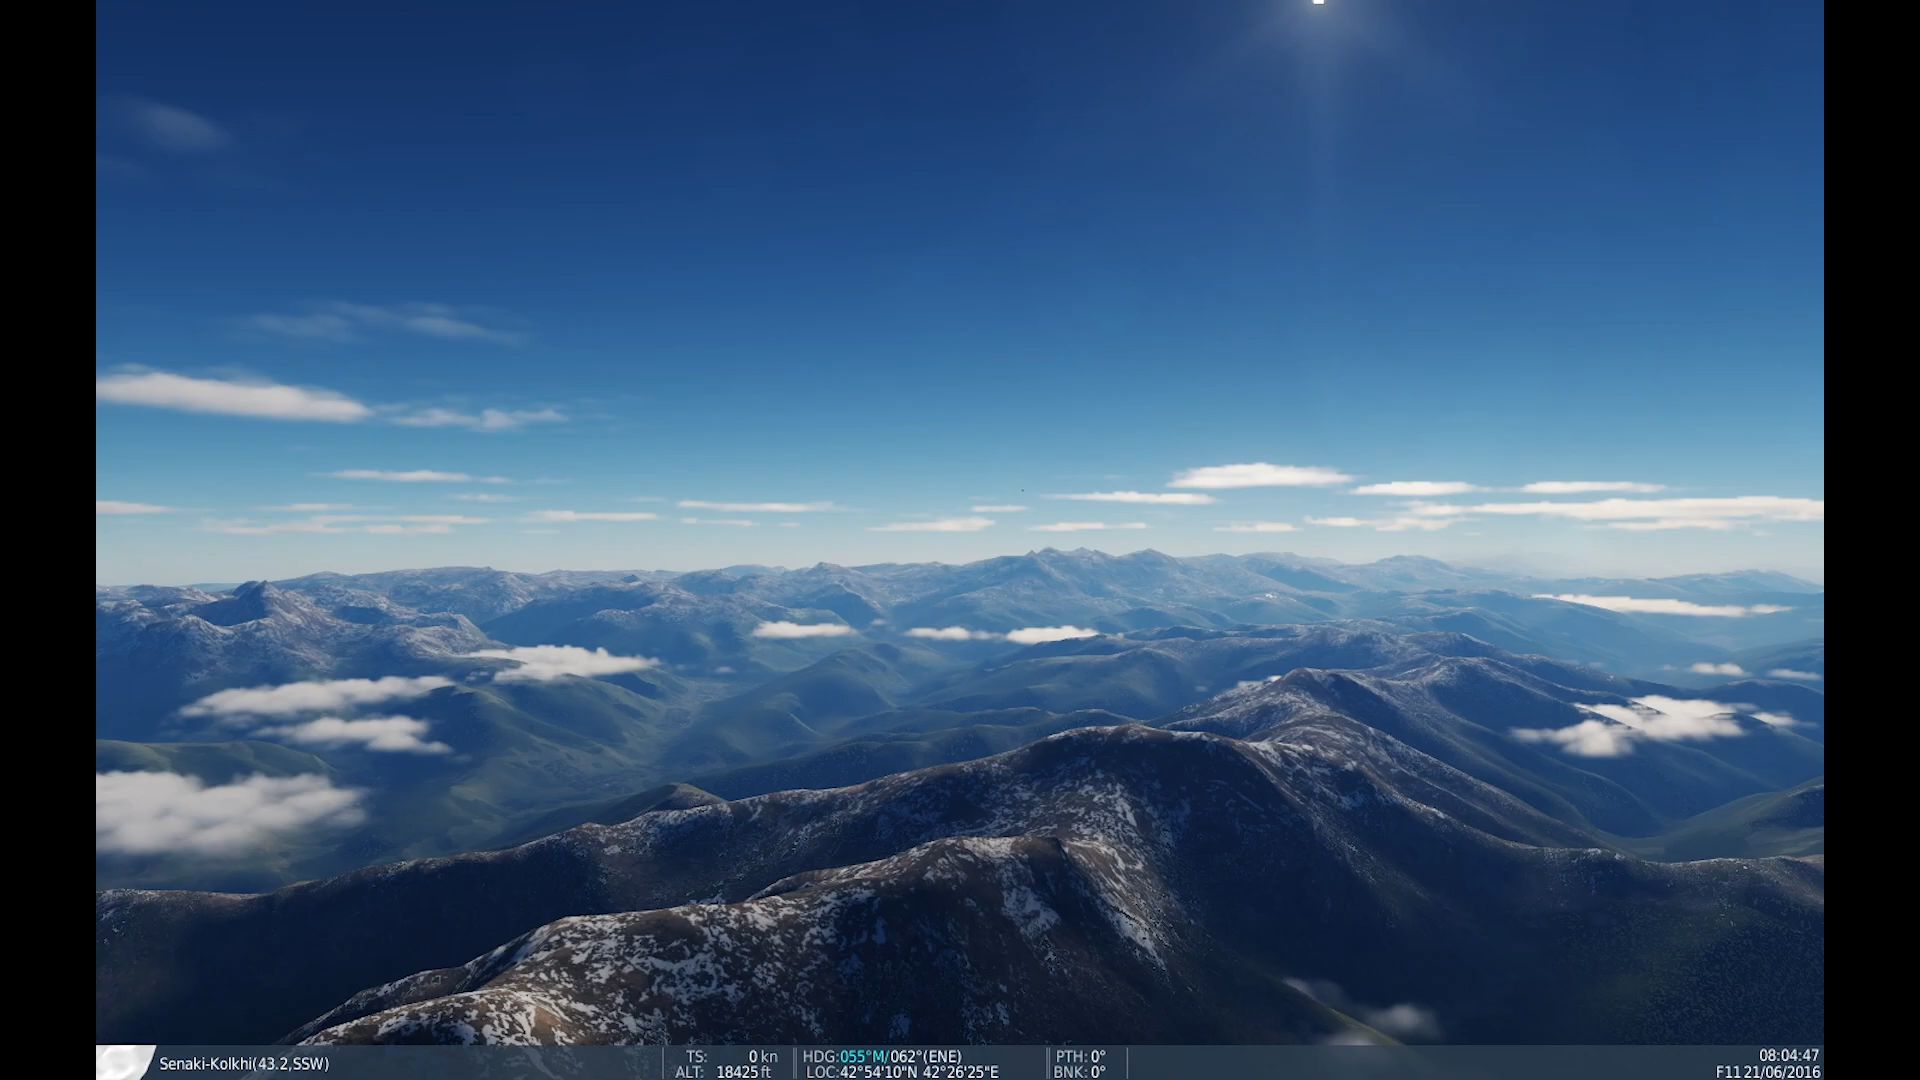 Senaki-Kolkhi(43.2,SSW)
TS: 0 kn
ALT: 18425 ft
HDG:055°M/062°(ENE)
LOC:42°54'10"N 42°26'25"E
PTH: 0°
BNK: 0°
08:04:47
F11 21/06/2016